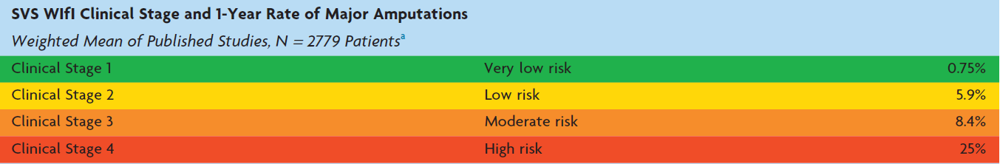 SVS WIfI Clinical Stage and 1-Year Rate of Major Amputations
Weighted Mean of Published Studies, N = 2779 Patientsa
Clinical Stage 1 Very low risk 0.75%
Clinical Stage 2 Low risk 5.9%
Clinical Stage 3 Moderate risk 8.4%
Clinical Stage 4 High risk 25%